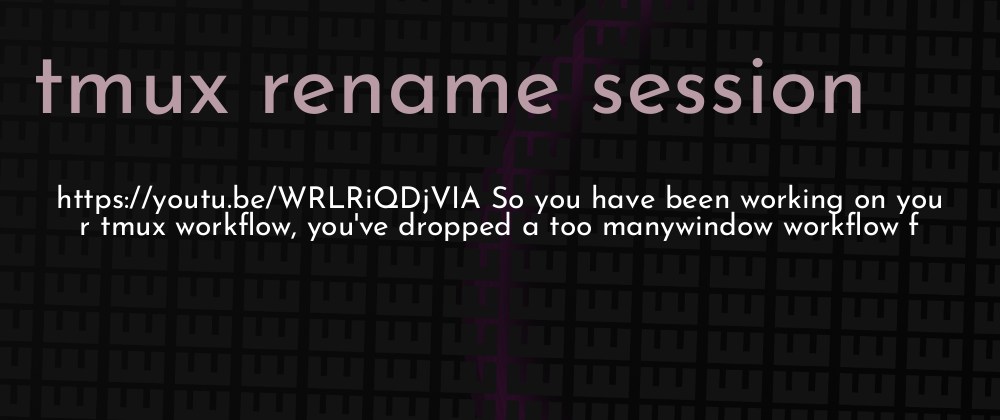 tmux rename session
https://youtu.be/WRLRiQDjVIA So you have been working on you
r tmux workflow, you've dropped a too manywindow workflow f